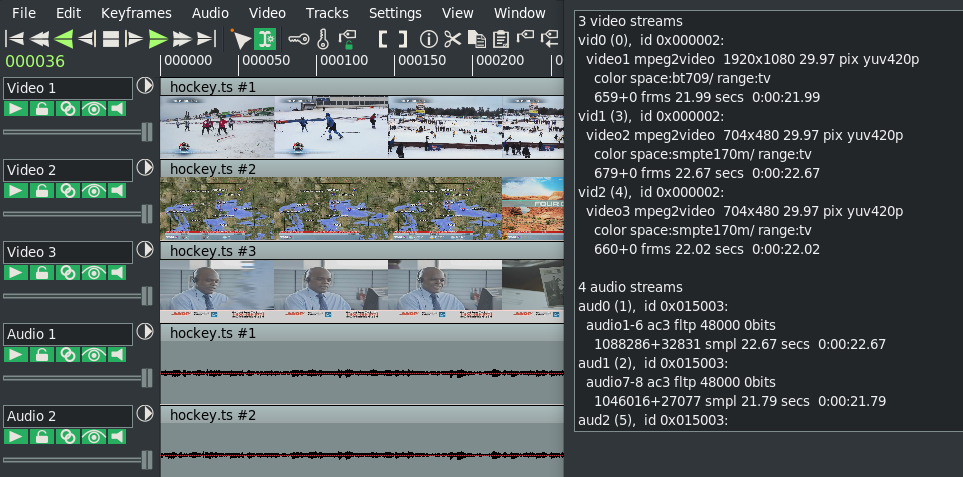 File Edit Keyframes Audio Video Tracks Settings View Window
000036
000000 000050 000100 000150 000200 0
Video 1
hockey.ts #1
Video 2
hockey.ts #2
Video 3
hockey.ts #3
Audio 1
hockey.ts #1
Audio 2
hockey.ts #2
3 video streams
vid0 (0), id 0x000002:
video1 mpeg2video 1920x1080 29.97 pix yuv420p
color space:bt709/ range:tv
659+0 frms 21.99 secs 0:00:21.99
vid1 (3), id 0x000002:
video2 mpeg2video 704x480 29.97 pix yuv420p
color space:smpte170m/ range:tv
679+0 frms 22.67 secs 0:00:22.67
vid2 (4), id 0x000002:
video3 mpeg2video 704x480 29.97 pix yuv420p
color space:smpte170m/ range:tv
660+0 frms 22.02 secs 0:00:22.02
4 audio streams
aud0 (1), id 0x015003:
audio1-6 ac3 fltp 48000 0bits
1088286+32831 smpl 22.67 secs 0:00:22.67
aud1 (2), id 0x015003:
audio7-8 ac3 fltp 48000 0bits
1046016+27077 smpl 21.79 secs 0:00:21.79
aud2 (5), id 0x015003: